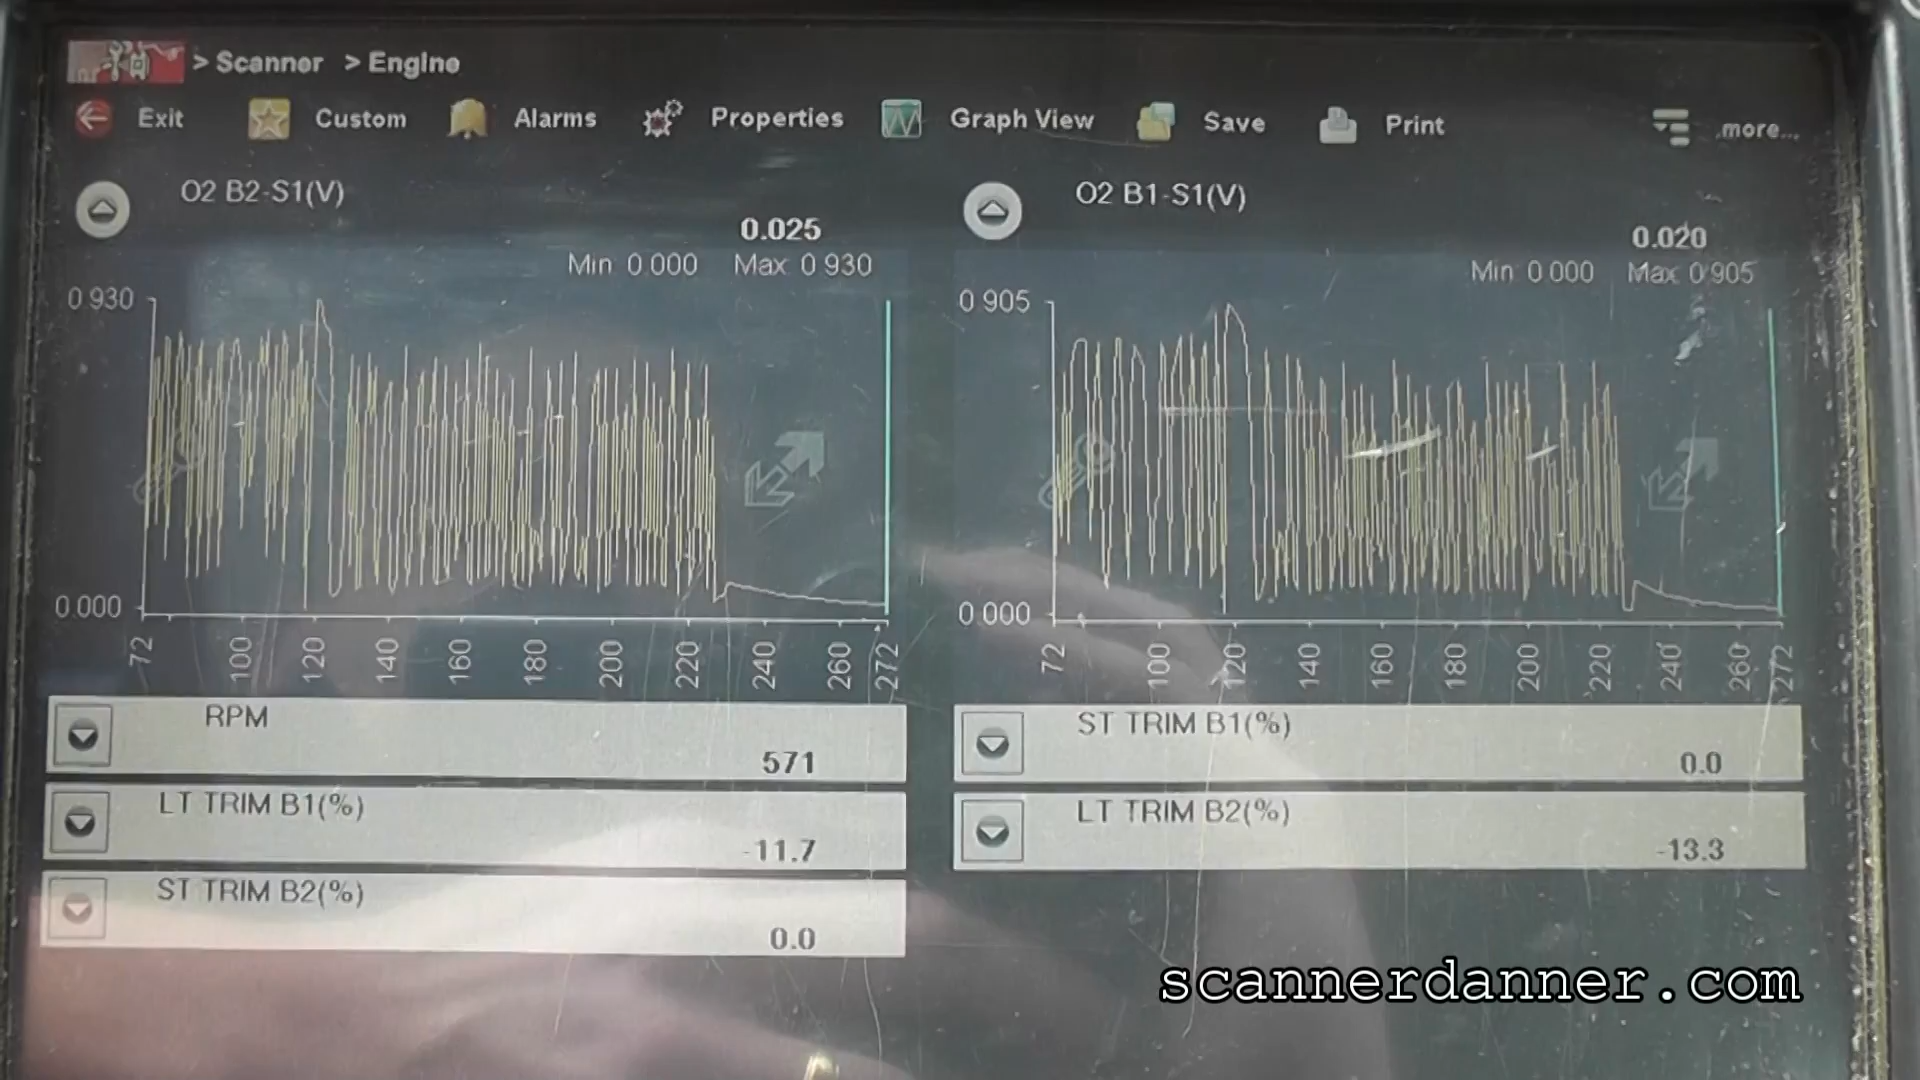 > Scanner > Engine
Exit Custom Alarms Properties Graph View Save Print more...
O2 B2-S1(V)
0.025
Min 0.000 Max 0.930
0.930
0.000
72 100 120 140 160 180 200 220 240 260 272
O2 B1-S1(V)
0.020
Min 0.000 Max 0.905
0.905
0.000
72 100 120 140 160 180 200 220 240 260 272
RPM
571
ST TRIM B1(%)
0.0
LT TRIM B1(%)
-11.7
LT TRIM B2(%)
-13.3
ST TRIM B2(%)
0.0
scannerdanner.com